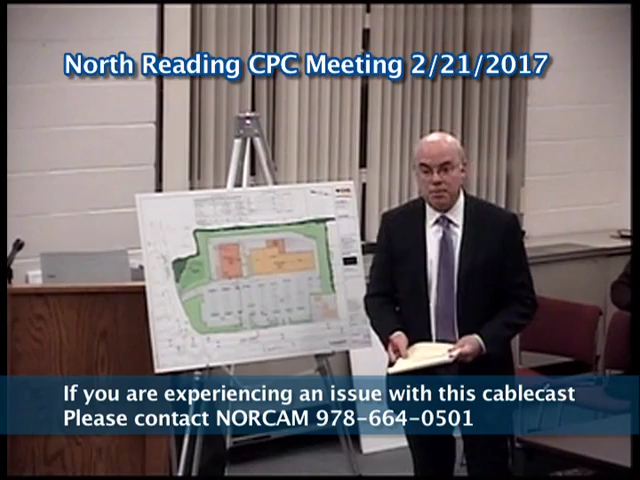 North Reading CPC Meeting 2/21/2017
If you are experiencing an issue with this cablecast
Please contact NORCAM 978-664-0501